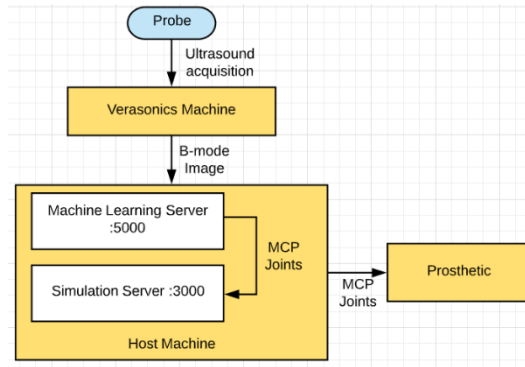 Probe
Ultrasound
acquisition
Verasonics Machine
B-mode
Image
Machine Learning Server
:5000
MCP
Joints
Simulation Server :3000
Host Machine
MCP
Joints
Prosthetic